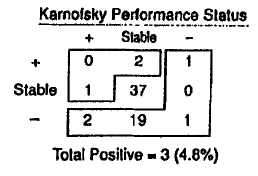 Karnofsky Performance Status
+ Stable −
+ 0 2 1
Stable 1 37 0
− 2 19 1
Total Positive = 3 (4.8%)